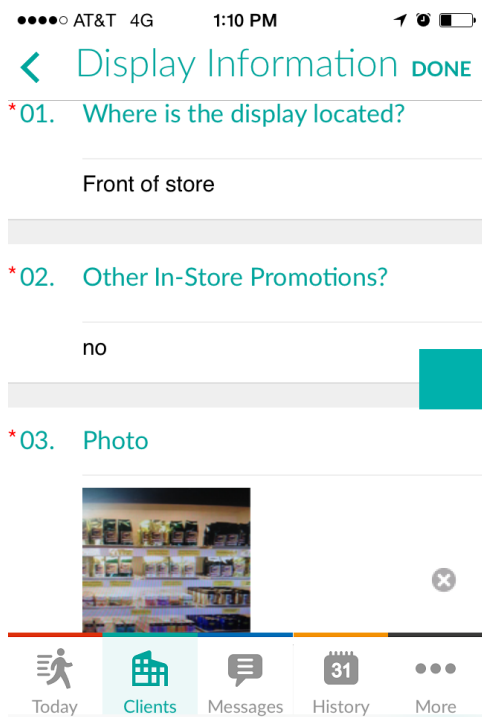 AT&T 4G 1:10 PM
Display Information DONE
*01. Where is the display located?
Front of store
*02. Other In-Store Promotions?
no
*03. Photo
31
Today Clients Messages History More